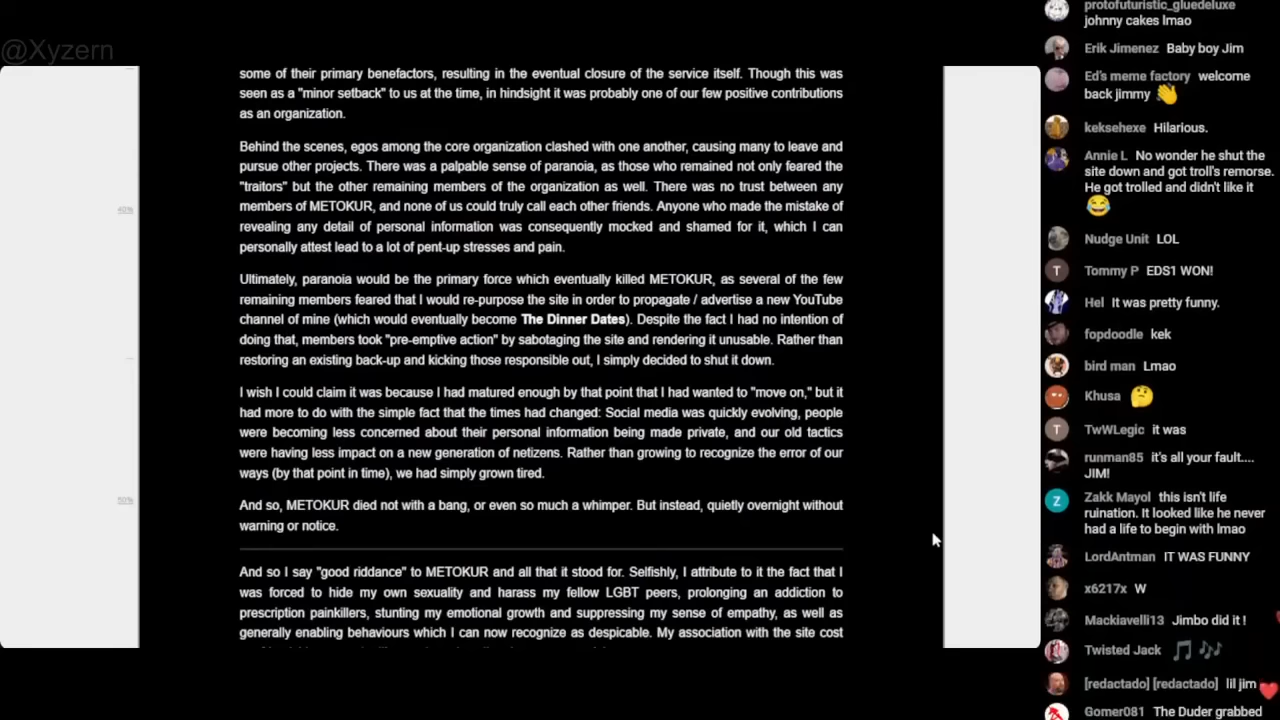 @Xyzern
some of their primary benefactors, resulting in the eventual closure of the service itself. Though this was
seen as a "minor setback" to us at the time, in hindsight it was probably one of our few positive contributions
as an organization.
Behind the scenes, egos among the core organization clashed with one another, causing many to leave and
pursue other projects. There was a palpable sense of paranoia, as those who remained not only feared the
"traitors" but the other remaining members of the organization as well. There was no trust between any
members of METOKUR, and none of us could truly call each other friends. Anyone who made the mistake of
revealing any detail of personal information was consequently mocked and shamed for it, which I can
personally attest lead to a lot of pent-up stresses and pain.
Ultimately, paranoia would be the primary force which eventually killed METOKUR, as several of the few
remaining members feared that I would re-purpose the site in order to propagate / advertise a new YouTube
channel of mine (which would eventually become The Dinner Dates). Despite the fact I had no intention of
doing that, members took "pre-emptive action" by sabotaging the site and rendering it unusable. Rather than
restoring an existing back-up and kicking those responsible out, I simply decided to shut it down.
I wish I could claim it was because I had matured enough by that point that I had wanted to "move on," but it
had more to do with the simple fact that the times had changed: Social media was quickly evolving, people
were becoming less concerned about their personal information being made private, and our old tactics
were having less impact on a new generation of netizens. Rather than growing to recognize the error of our
ways (by that point in time), we had simply grown tired.
And so, METOKUR died not with a bang, or even so much a whimper. But instead, quietly overnight without
warning or notice.
And so I say "good riddance" to METOKUR and all that it stood for. Selfishly, I attribute to it the fact that I
was forced to hide my own sexuality and harass my fellow LGBT peers, prolonging an addiction to
prescription painkillers, stunting my emotional growth and suppressing my sense of empathy, as well as
generally enabling behaviours which I can now recognize as despicable. My association with the site cost
40%
50%
protofuturistic_gluedeluxe
johnny cakes lmao
Erik Jimenez Baby boy Jim
Ed's meme factory welcome
back jimmy 👋
keksehexe Hilarious.
Annie L No wonder he shut the
site down and got troll's remorse.
He got trolled and didn't like it
😂
Nudge Unit LOL
T
Tommy P EDS1 WON!
Hel It was pretty funny.
fopdoodle kek
bird man Lmao
Khusa 🤔
T
TwWLegic it was
runman85 it's all your fault....
JIM!
Z
Zakk Mayol this isn't life
ruination. It looked like he never
had a life to begin with lmao
LordAntman IT WAS FUNNY
x6217x W
Mackiavelli13 Jimbo did it !
Twisted Jack 🎵🎶
[redactado] [redactado] lil jim
Gomer081 The Duder grabbed